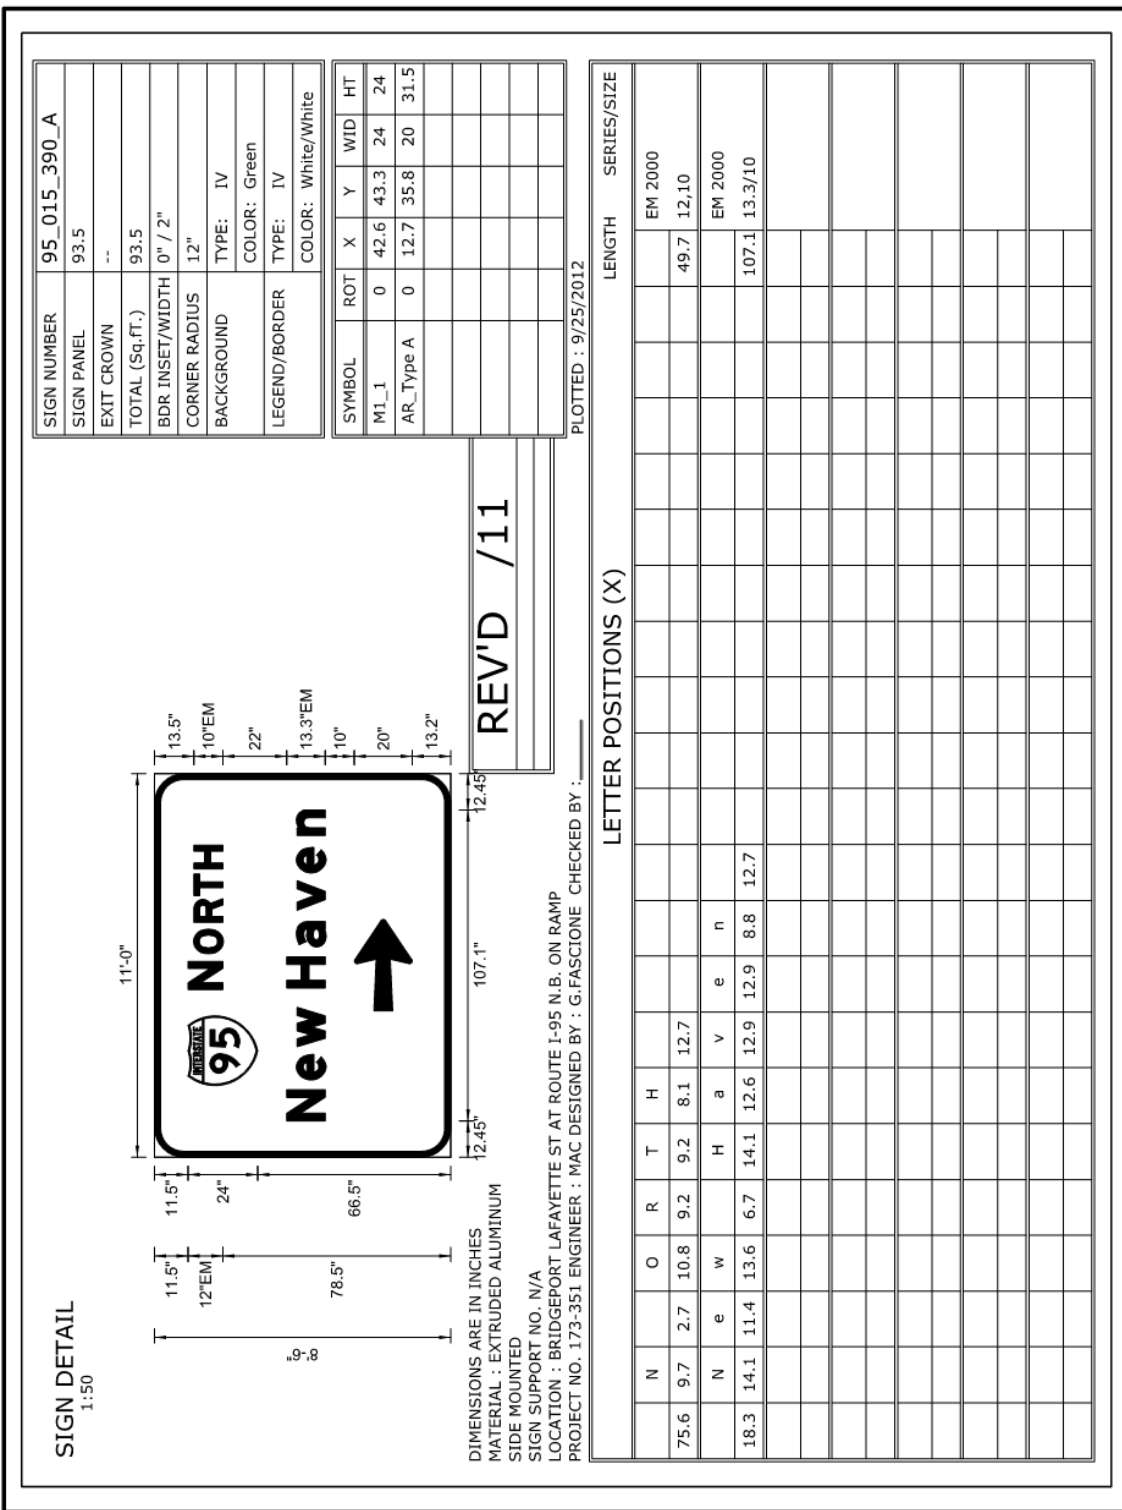 SIGN DETAIL
1:50
11'-0"
8'-6"
11.5"
12"EM
78.5"
11.5"
24"
66.5"
INTERSTATE
95
NORTH
New Haven
13.5"
10"EM
22"
13.3"EM
10"
20"
13.2"
12.45"
107.1"
12.45"
DIMENSIONS ARE IN INCHES
MATERIAL : EXTRUDED ALUMINUM
SIDE MOUNTED
SIGN SUPPORT NO. N/A
LOCATION : BRIDGEPORT LAFAYETTE ST AT ROUTE I-95 N.B. ON RAMP
PROJECT NO. 173-351 ENGINEER : MAC DESIGNED BY : G.FASCIONE CHECKED BY :
REV'D /11
SIGN NUMBER 95_015_390_A
SIGN PANEL 93.5
EXIT CROWN --
TOTAL (Sq.fT.) 93.5
BDR INSET/WIDTH 0" / 2"
CORNER RADIUS 12"
BACKGROUND TYPE: IV
COLOR: Green
LEGEND/BORDER TYPE: IV
COLOR: White/White
SYMBOL ROT X Y WID HT
M1_1 0 42.6 43.3 24 24
AR_Type A 0 12.7 35.8 20 31.5
PLOTTED : 9/25/2012
LETTER POSITIONS (X) LENGTH SERIES/SIZE
N O R T H EM 2000
75.6 9.7 2.7 10.8 9.2 9.2 8.1 12.7 49.7 12,10
N e w H a v e n EM 2000
18.3 14.1 11.4 13.6 6.7 14.1 12.6 12.9 12.9 8.8 12.7 107.1 13.3/10